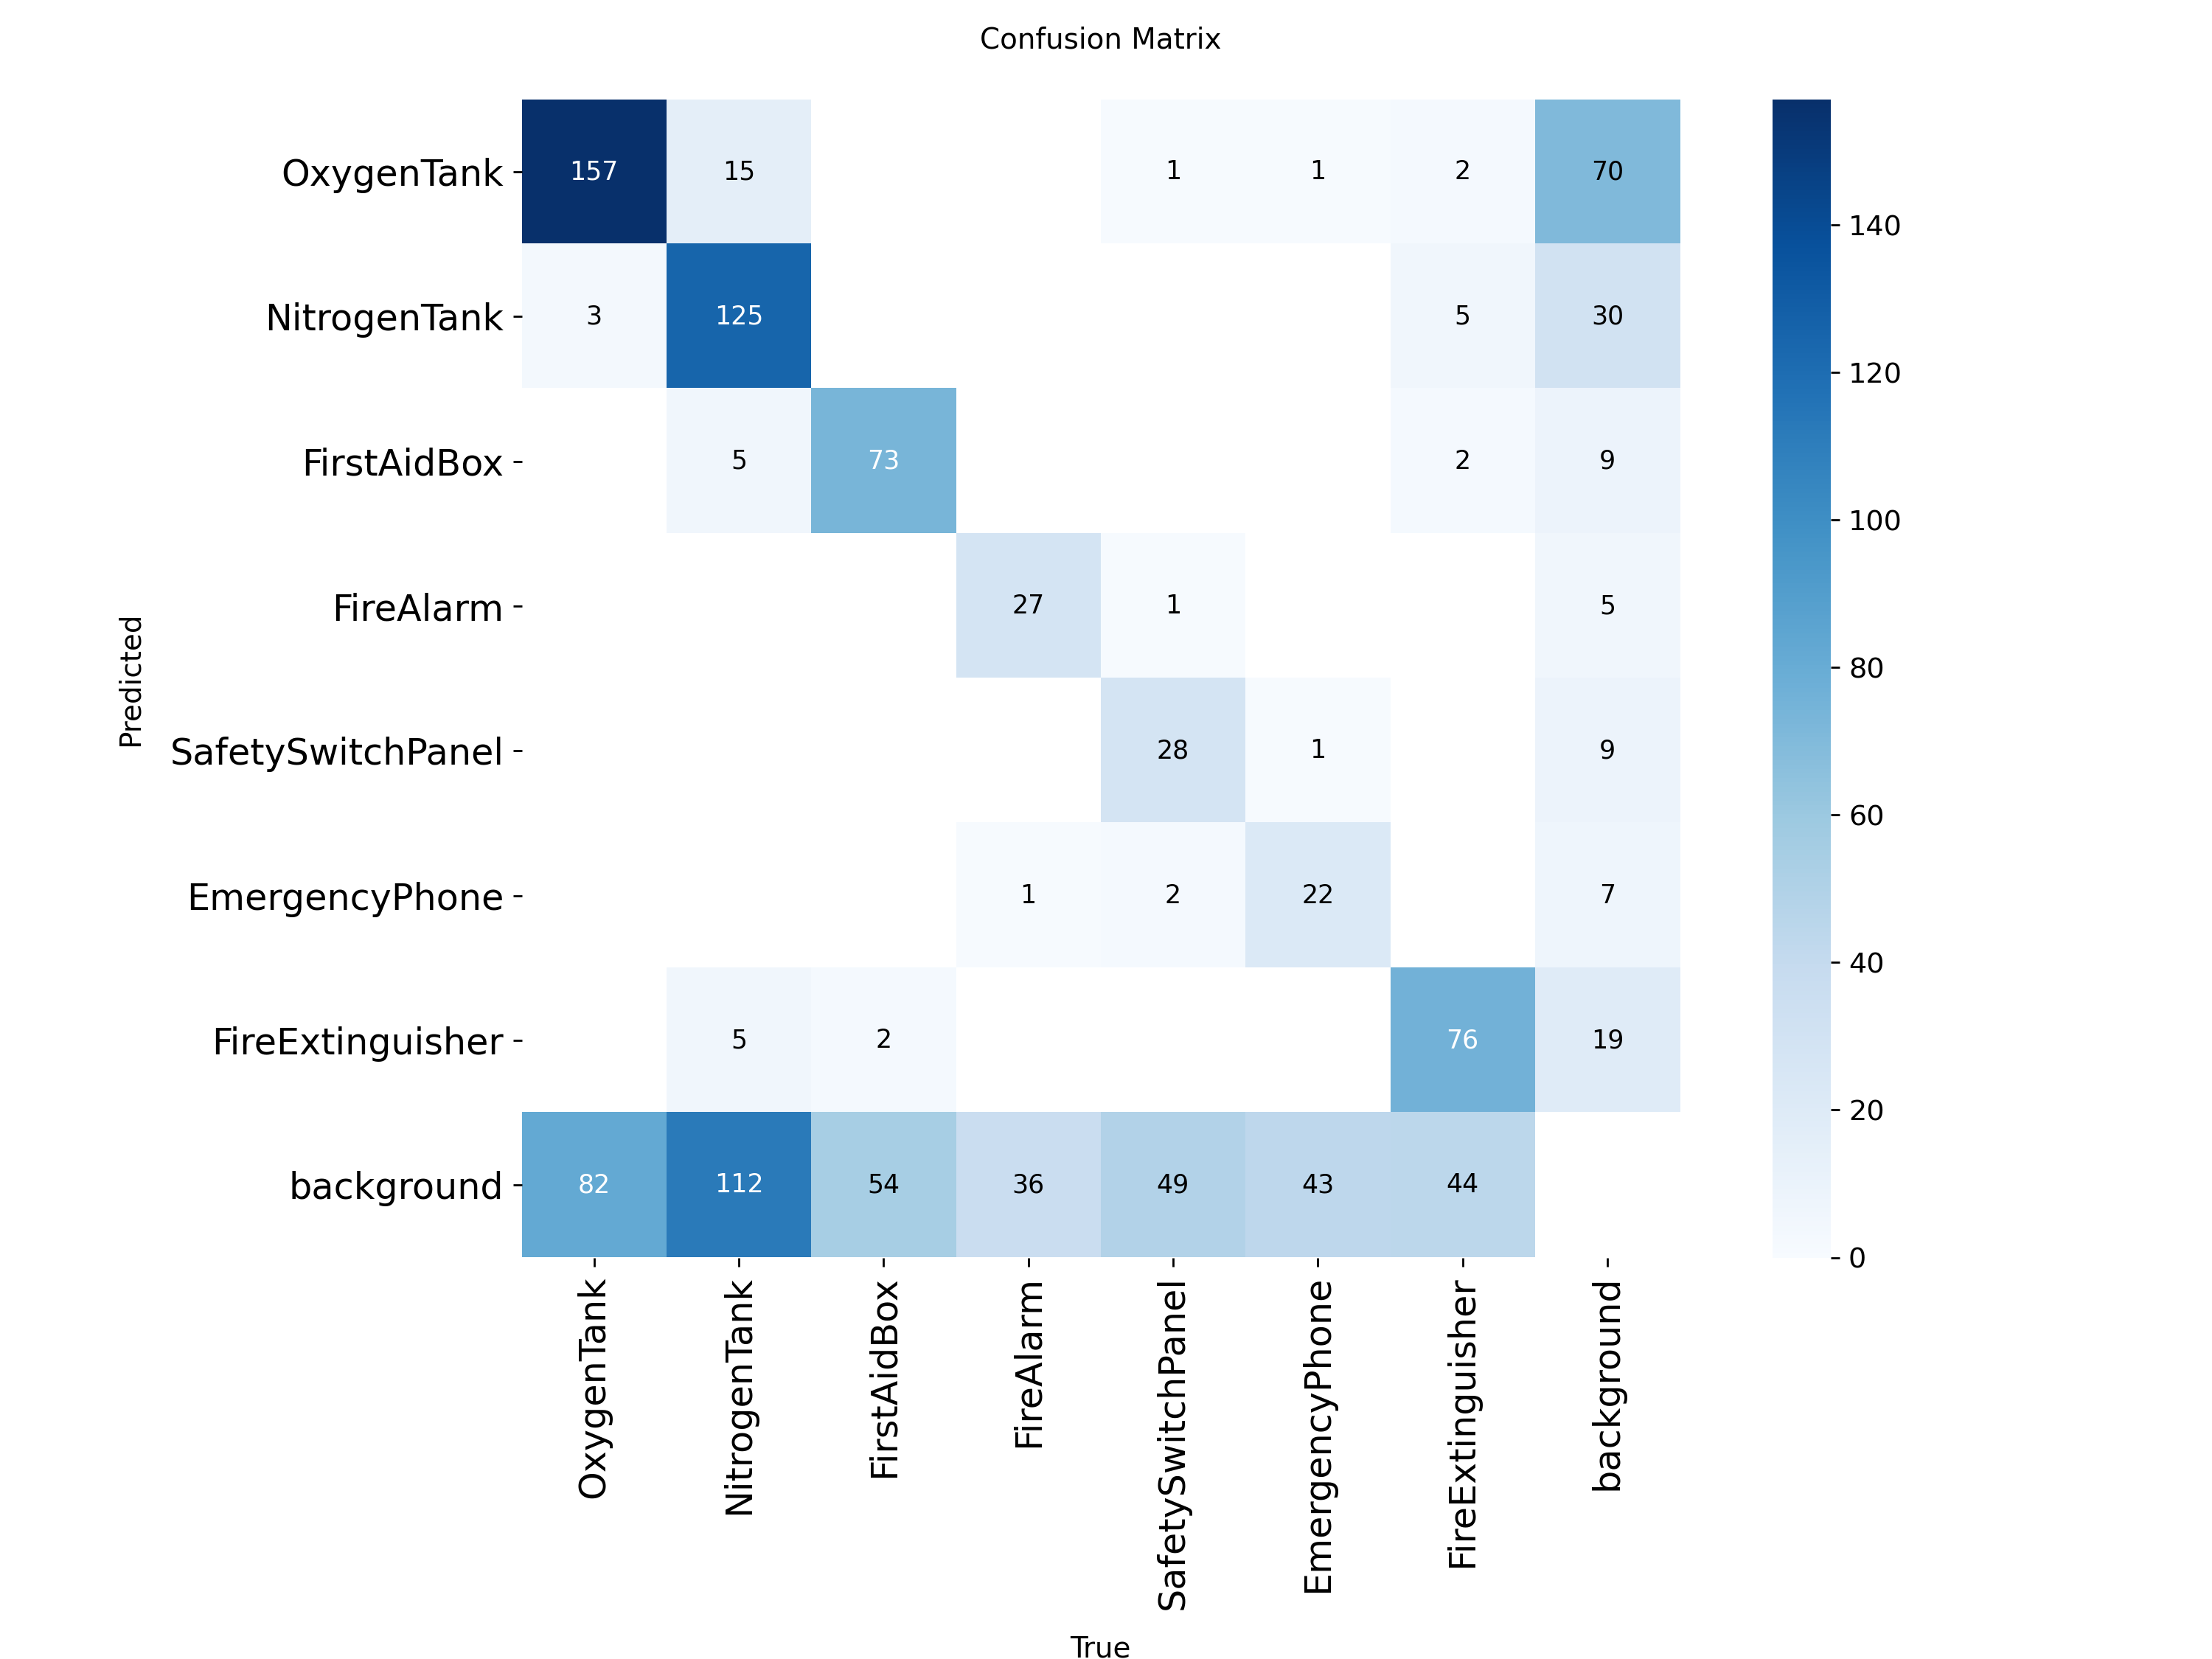 Confusion Matrix
OxygenTank 157 15 1 1 2 70
NitrogenTank 3 125 5 30
FirstAidBox 5 73 2 9
FireAlarm 27 1 5
SafetySwitchPanel 28 1 9
EmergencyPhone 1 2 22 7
FireExtinguisher 5 2 76 19
background 82 112 54 36 49 43 44
Predicted
OxygenTank
NitrogenTank
FirstAidBox
FireAlarm
SafetySwitchPanel
EmergencyPhone
FireExtinguisher
background
True
140
120
100
80
60
40
20
0